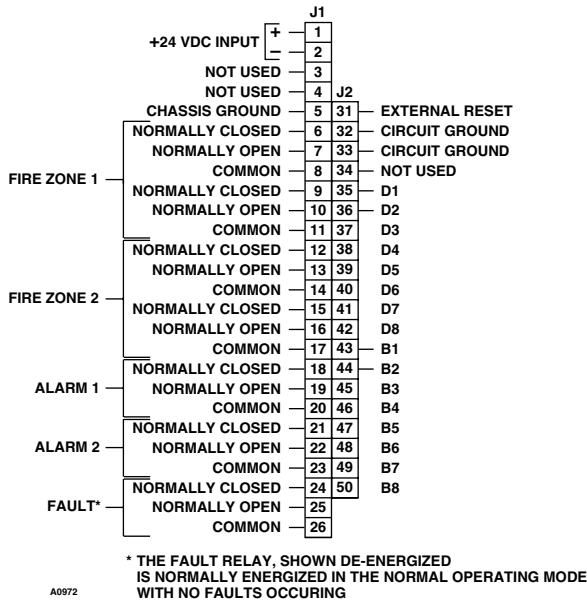 J1
+24 VDC INPUT + 1
– 2
NOT USED 3
NOT USED 4 J2
CHASSIS GROUND 5 31 EXTERNAL RESET
NORMALLY CLOSED 6 32 CIRCUIT GROUND
NORMALLY OPEN 7 33 CIRCUIT GROUND
COMMON 8 34 NOT USED
FIRE ZONE 1
NORMALLY CLOSED 9 35 D1
NORMALLY OPEN 10 36 D2
COMMON 11 37 D3
NORMALLY CLOSED 12 38 D4
NORMALLY OPEN 13 39 D5
COMMON 14 40 D6
FIRE ZONE 2
NORMALLY CLOSED 15 41 D7
NORMALLY OPEN 16 42 D8
COMMON 17 43 B1
NORMALLY CLOSED 18 44 B2
ALARM 1 NORMALLY OPEN 19 45 B3
COMMON 20 46 B4
NORMALLY CLOSED 21 47 B5
ALARM 2 NORMALLY OPEN 22 48 B6
COMMON 23 49 B7
NORMALLY CLOSED 24 50 B8
FAULT* NORMALLY OPEN 25
COMMON 26
* THE FAULT RELAY, SHOWN DE-ENERGIZED
IS NORMALLY ENERGIZED IN THE NORMAL OPERATING MODE
A0972 WITH NO FAULTS OCCURING